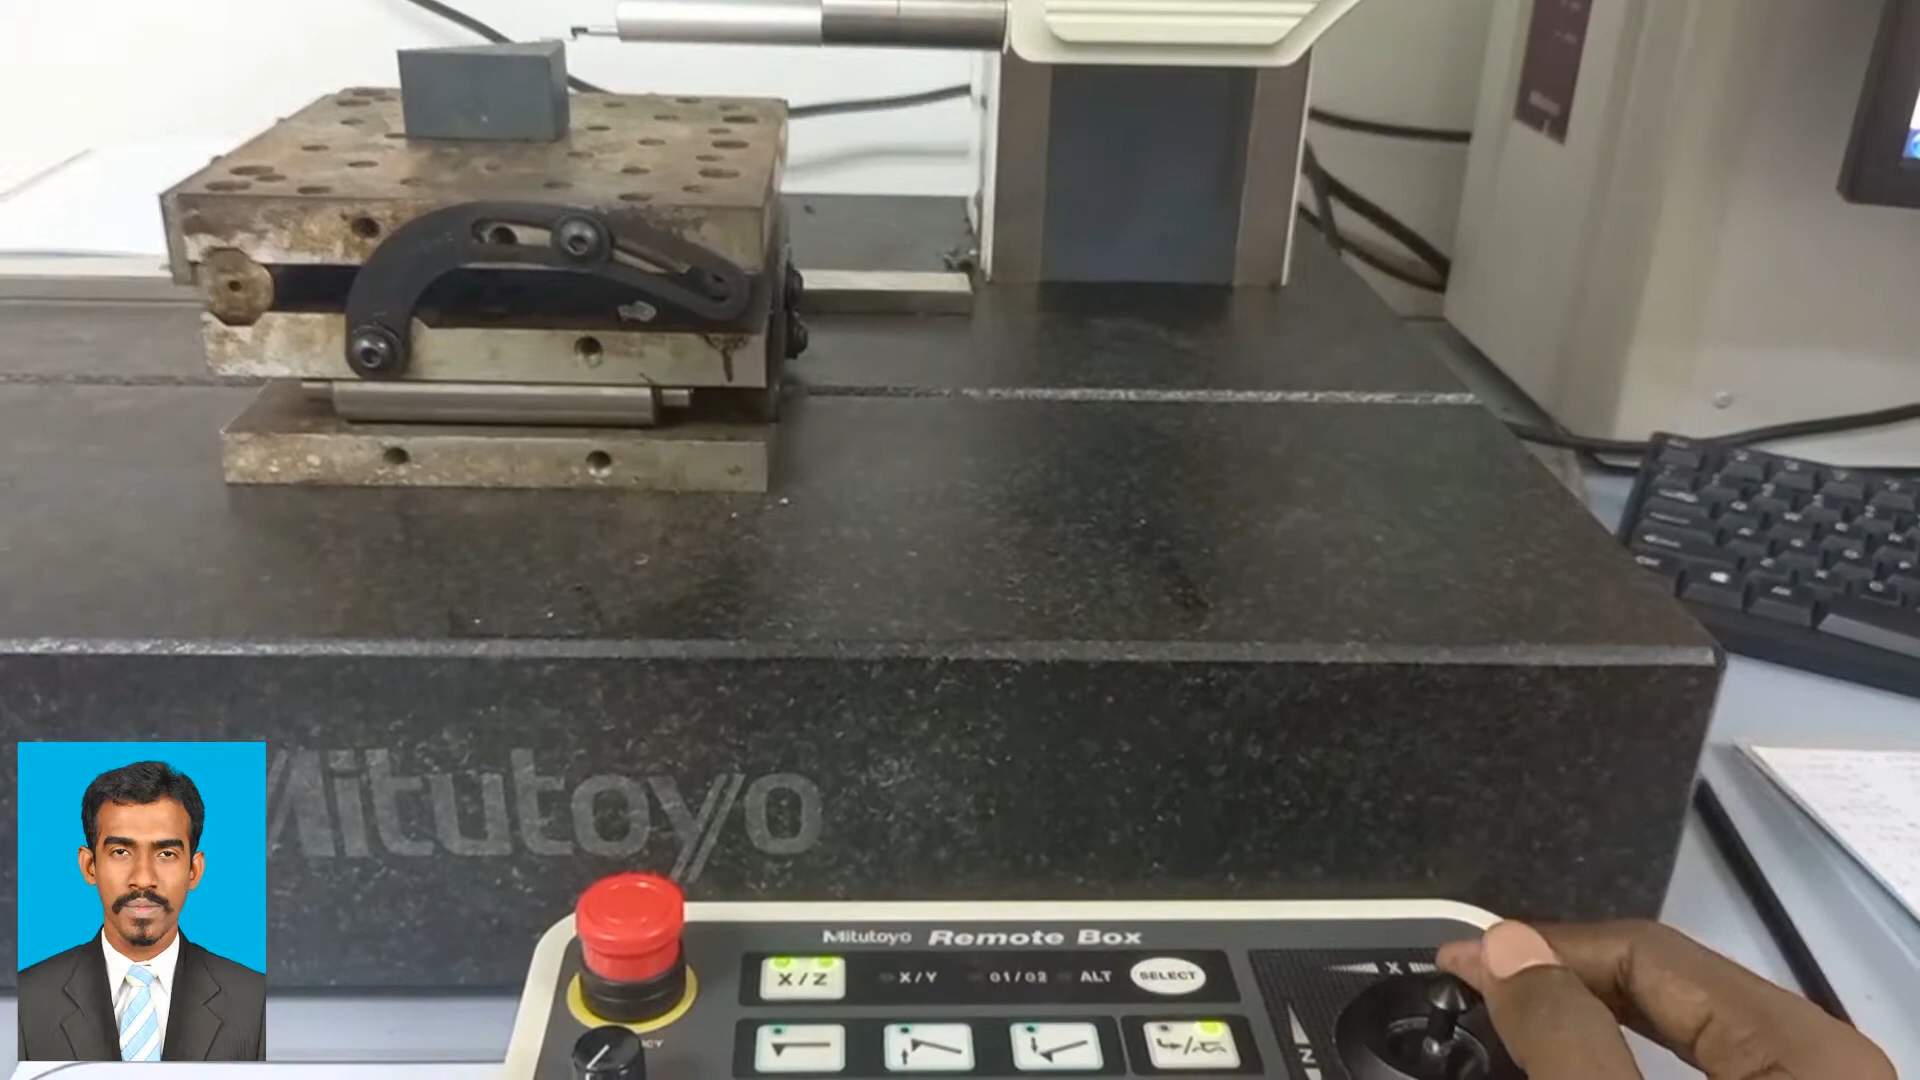 Mitutoyo
Mitutoyo Remote Box
X/Z X/Y 01/02 ALT SELECT
X
Z